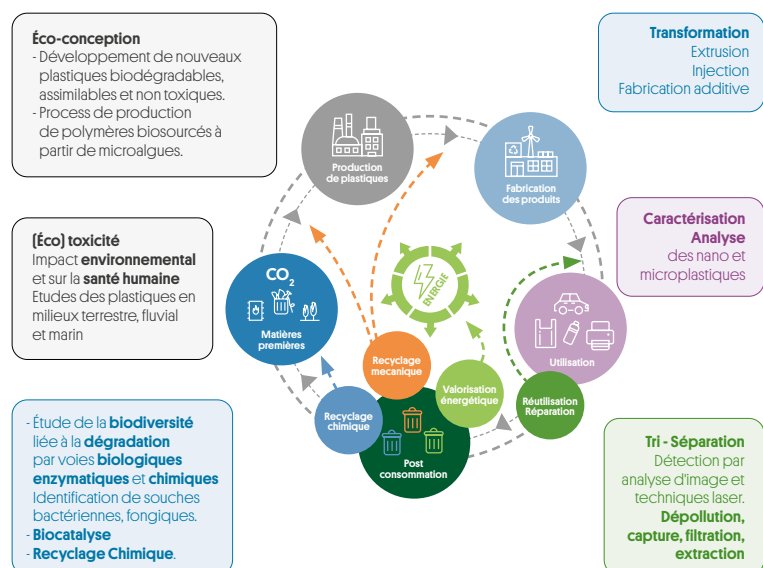 Éco-conception
- Développement de nouveaux
plastiques biodégradables,
assimilables et non toxiques.
- Process de production
de polymères biosourcés à
partir de microalgues.
Transformation
Extrusion
Injection
Fabrication additive
Production
de plastiques
Fabrication
des produits
(Éco) toxicité
Impact environnemental
et sur la santé humaine
Etudes des plastiques en
milieux terrestre, fluvial
et marin
Caractérisation
Analyse
des nano et
microplastiques
CO2
Matières
premières
ÉNERGIE
Utilisation
Recyclage
mecanique
Valorisation
énergétique
Réutilisation
Réparation
Recyclage
chimique
Post
consommation
- Étude de la biodiversité
liée à la dégradation
par voies biologiques
enzymatiques et chimiques
Identification de souches
bactériennes, fongiques.
- Biocatalyse
- Recyclage Chimique.
Tri - Séparation
Détection par
analyse d'image et
techniques laser.
Dépollution,
capture, filtration,
extraction